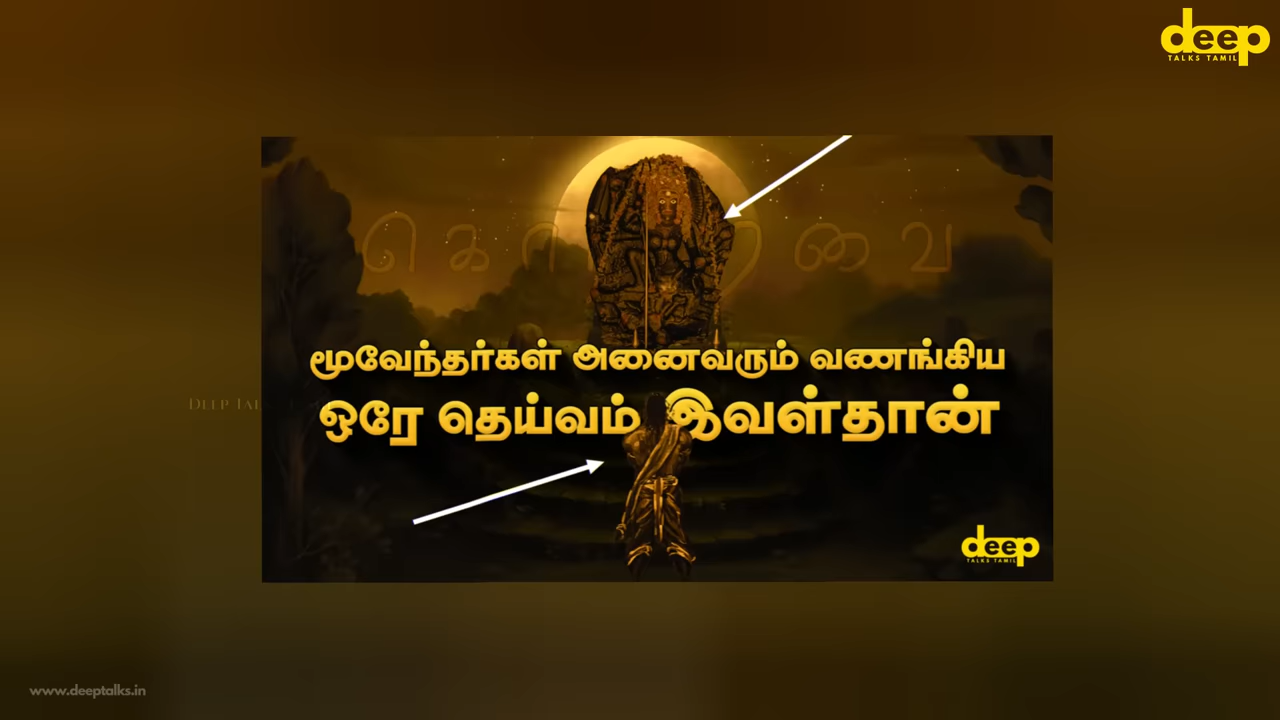 deep
TALKS TAMIL
மூவேந்தர்கள் அனைவரும் வணங்கிய
ஒரே தெய்வம் இவள்தான்
deep
TALKS TAMIL
www.deeptalks.in